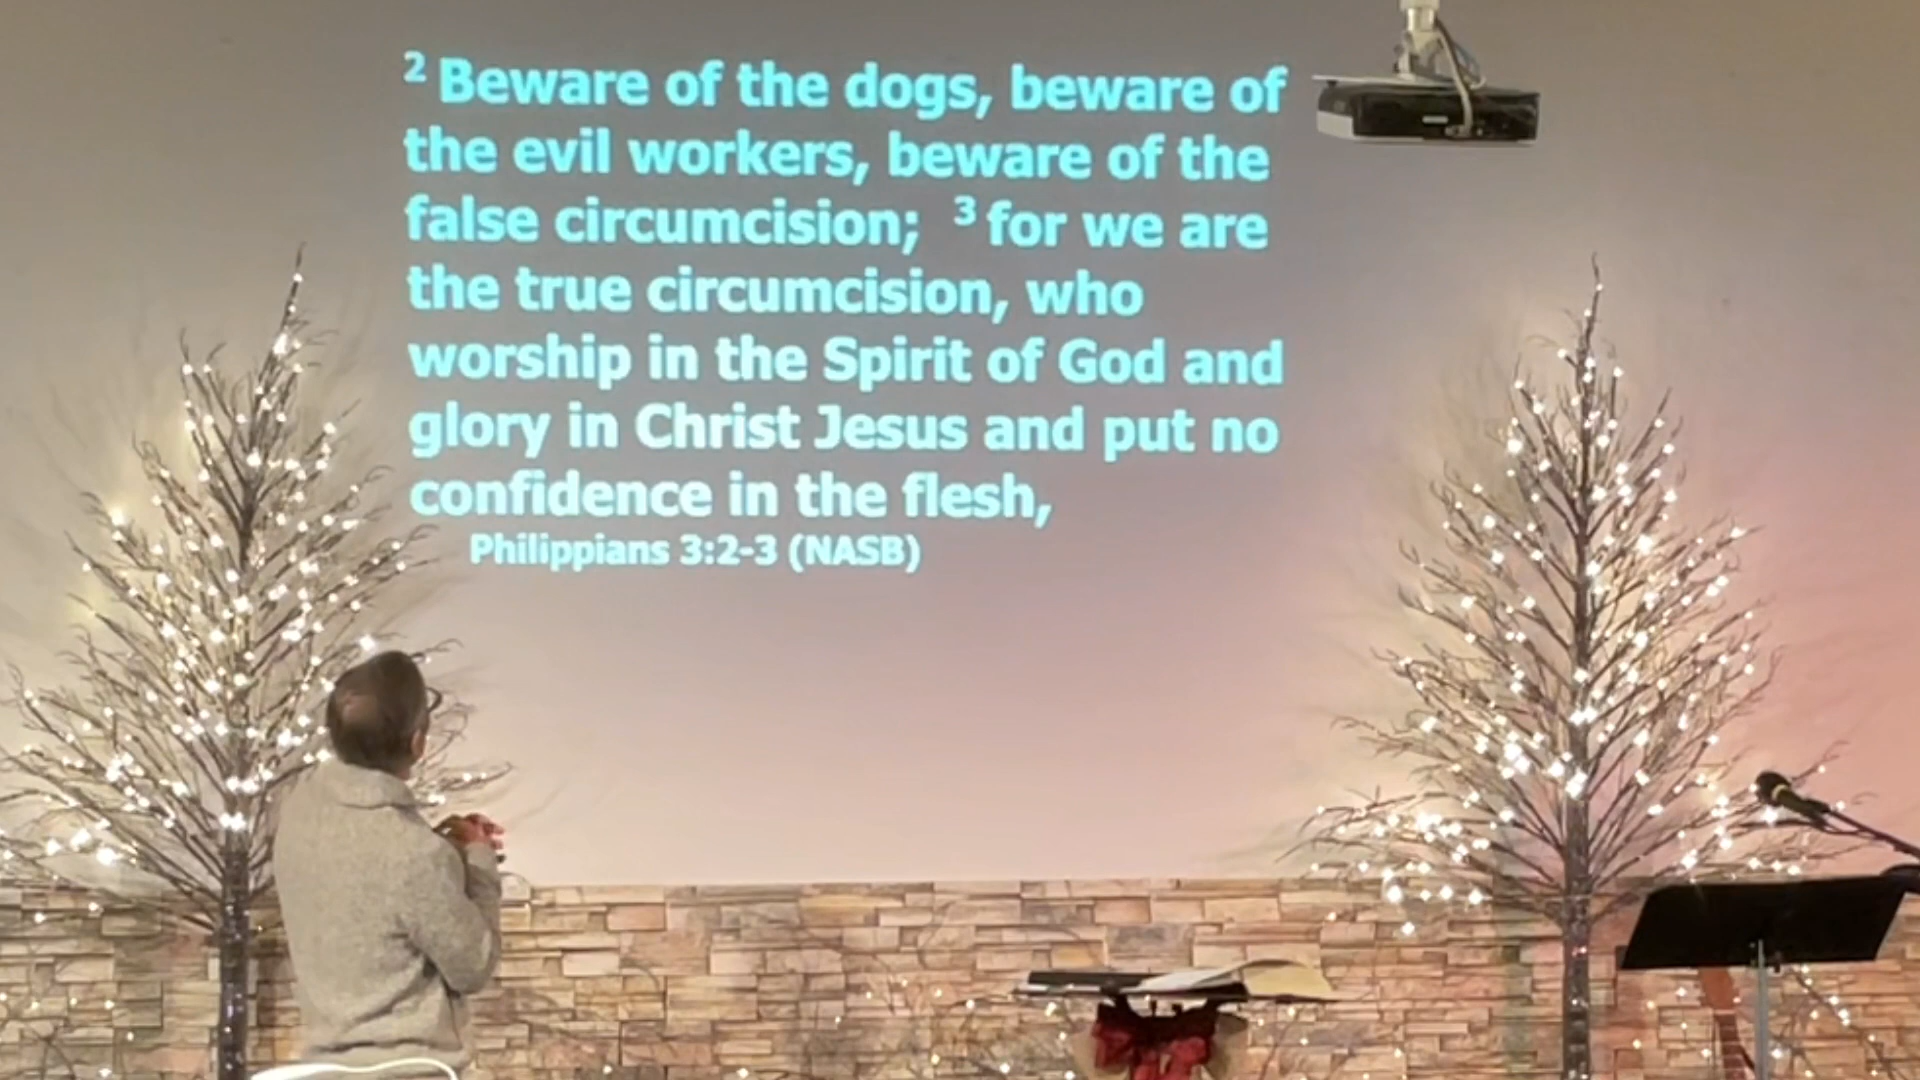 2 Beware of the dogs, beware of
the evil workers, beware of the
false circumcision; 3 for we are
the true circumcision, who
worship in the Spirit of God and
glory in Christ Jesus and put no
confidence in the flesh,
Philippians 3:2-3 (NASB)